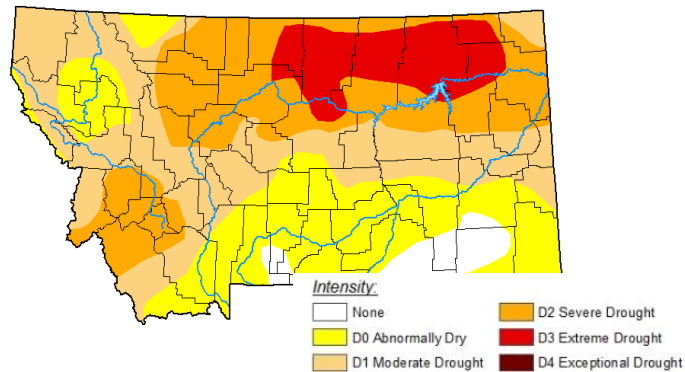 Intensity:
None
D2 Severe Drought
D0 Abnormally Dry
D3 Extreme Drought
D1 Moderate Drought
D4 Exceptional Drought